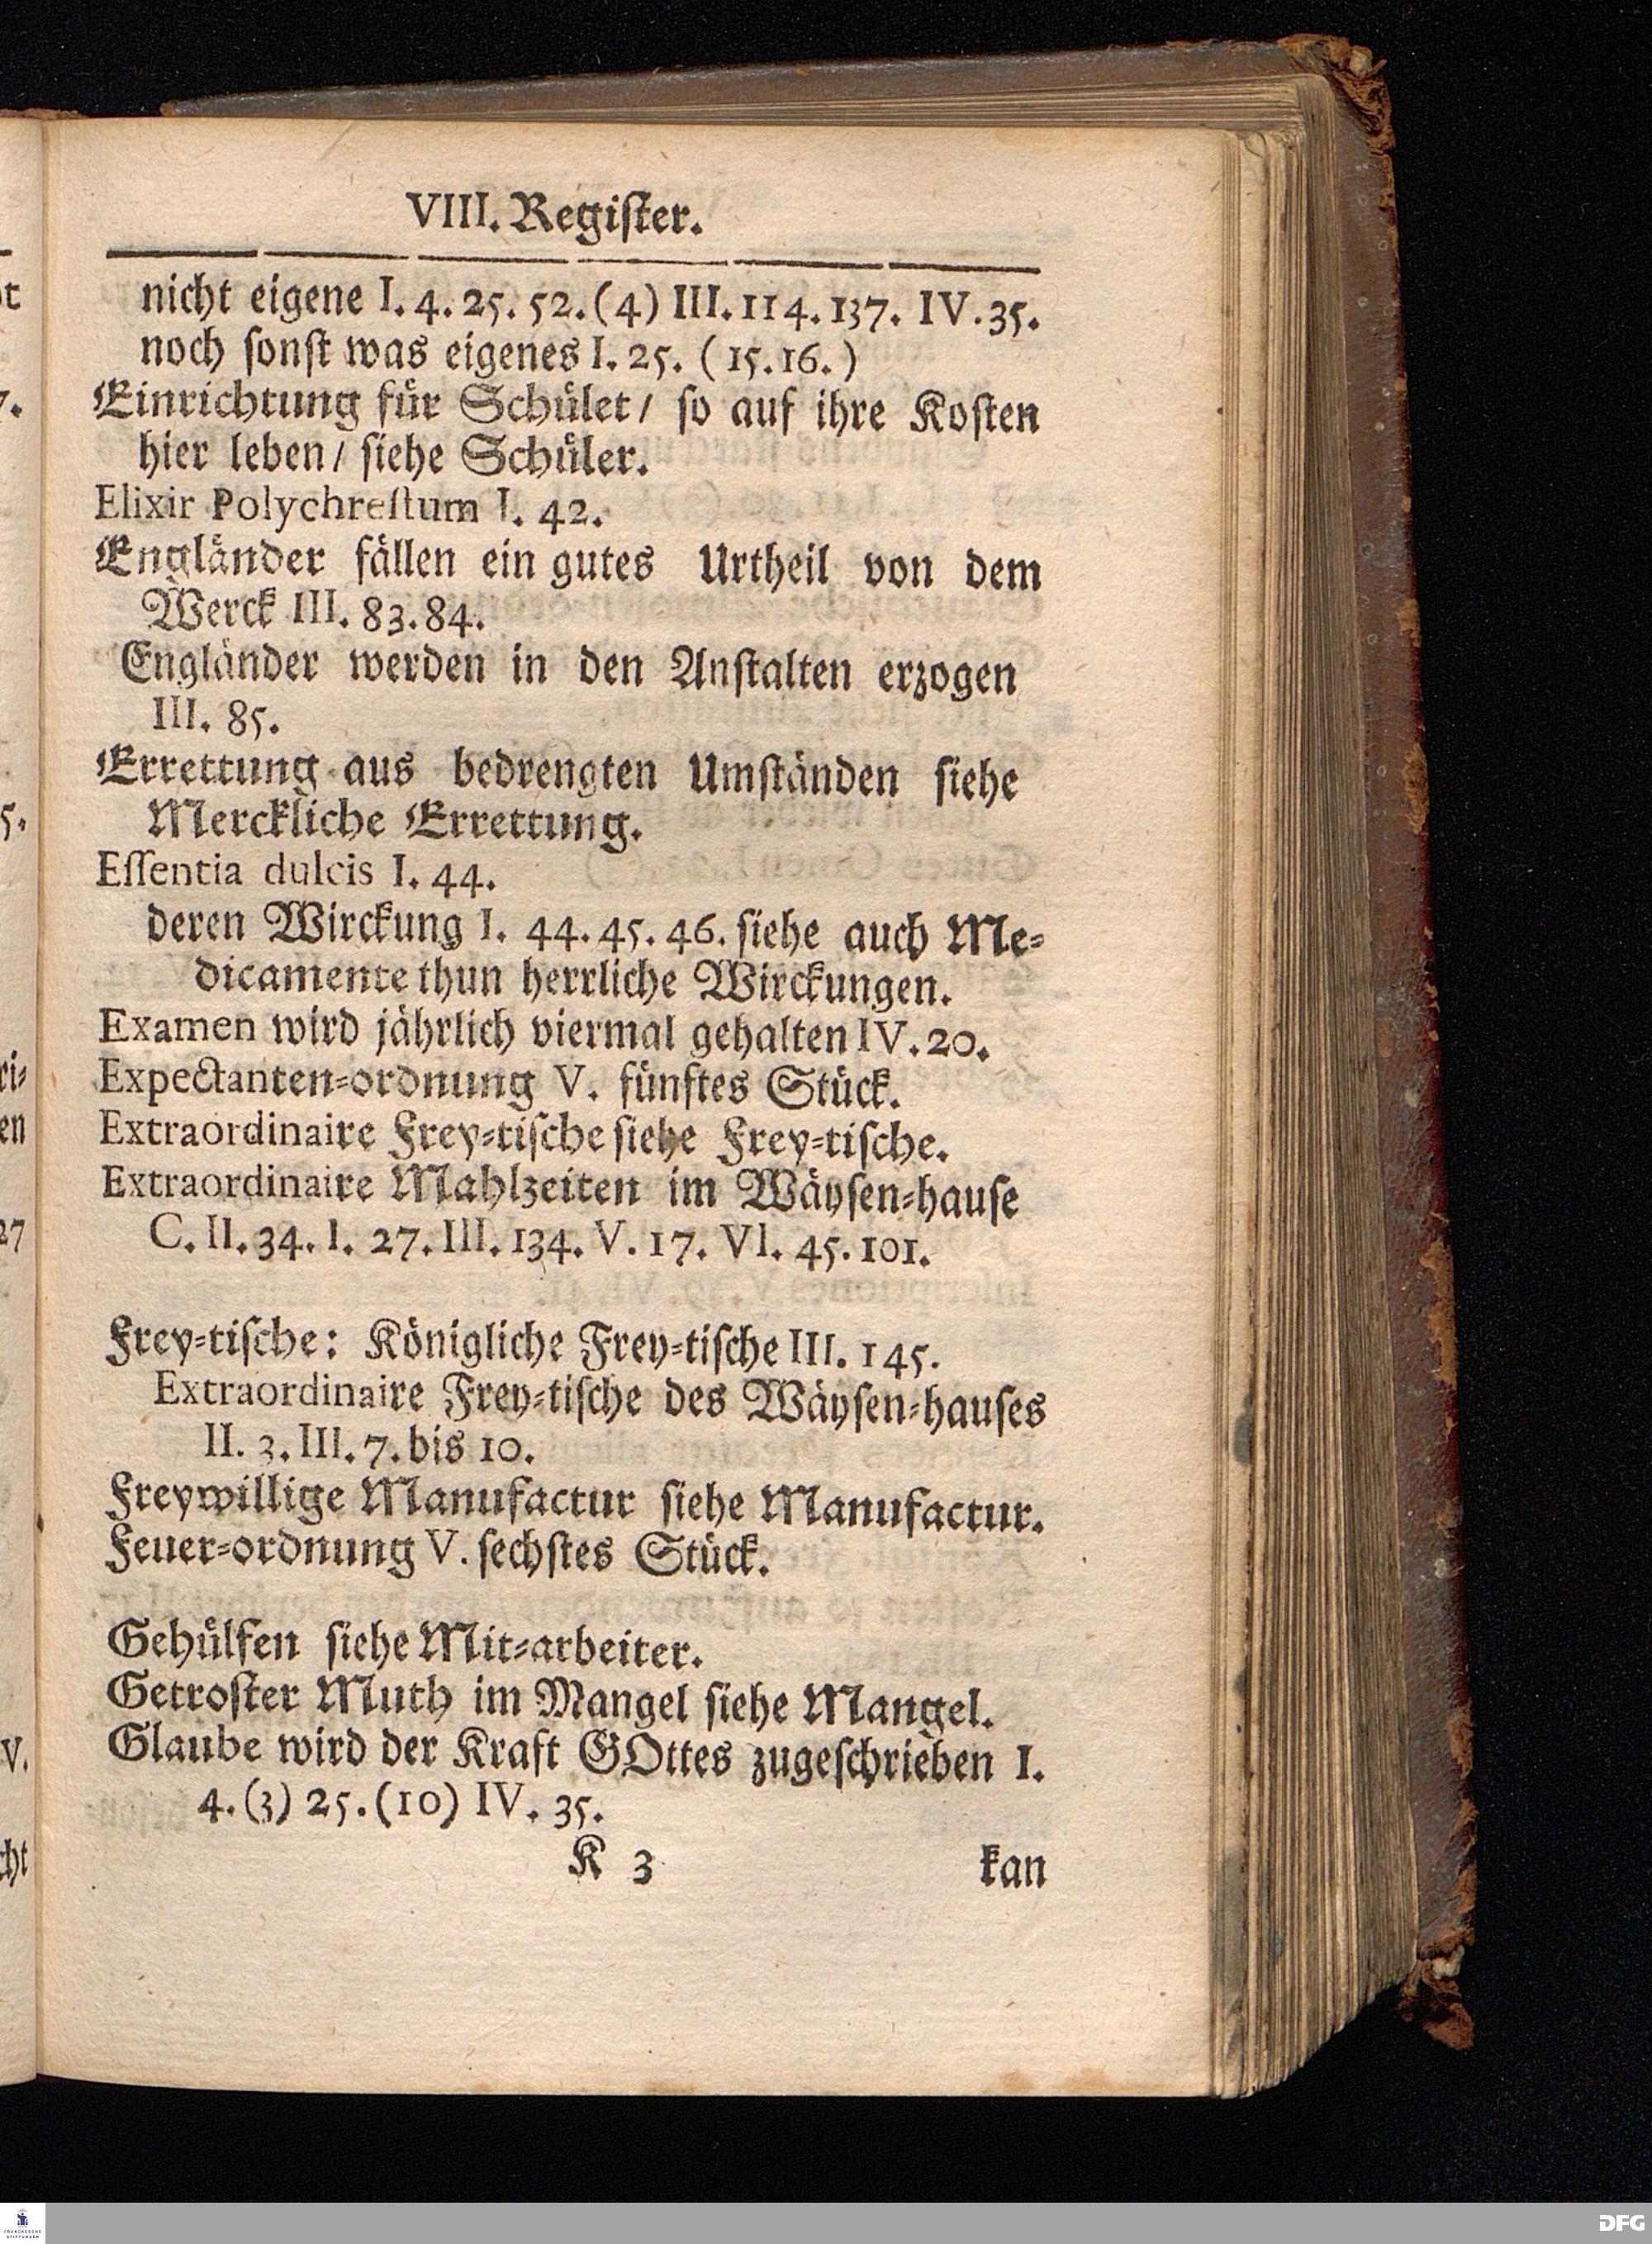 VIII. Regiſter.
nicht eigene I. 4. 25. 52. (4) III. 114. 137. IV. 35.
noch ſonſt was eigenes I. 25. (15. 16.)
Einrichtung für Schület/ ſo auf ihre Koſten
hier leben/ ſiehe Schüler.
Elixir Polychreſtum I. 42.
Engländer fällen ein gutes Urtheil von dem
Werck III. 83. 84.
Engländer werden in den Anſtalten erzogen
III. 85.
Errettung aus bedrengten Umſtänden ſiehe
Merckliche Errettung.
Eſſentia dulcis I. 44.
deren Wirckung I. 44. 45. 46. ſiehe auch Me-
dicamente thun herrliche Wirckungen.
Examen wird jährlich viermal gehalten IV. 20.
Expectanten-ordnung V. fünftes Stück.
Extraordinaire Frey-tiſche ſiehe Frey-tiſche.
Extraordinaire Mahlzeiten im Wäyſen-hauſe
C. II. 34. I. 27. III. 134. V. 17. VI. 45. 101.
Frey-tiſche: Königliche Frey-tiſche III. 145.
Extraordinaire Frey-tiſche des Wäyſen-hauſes
II. 3. III. 7. bis 10.
Freywillige Manufactur ſiehe Manufactur.
Feuer-ordnung V. ſechſtes Stück.
Gehülfen ſiehe Mit-arbeiter.
Getroſter Muth im Mangel ſiehe Mangel.
Glaube wird der Kraft GOttes zugeſchrieben I.
4. (3) 25. (10) IV. 35.
K 3 kan
FRANCKESCHE
STIFTUNGEN
DFG